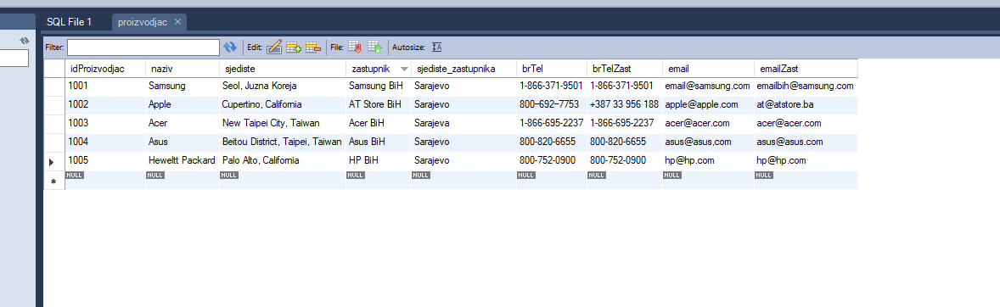 SQL File 1 proizvodjac
Filter: Edit: File: Autosize:
idProizvodjac naziv sjediste zastupnik sjediste_zastupnika brTel brTelZast email emailZast
1001 Samsung Seol, Juzna Koreja Samsung BiH Sarajevo 1-866-371-9501 1-866-371-9501 email@samsung.com emailbih@samsung.com
1002 Apple Cupertino, California AT Store BiH Sarajevo 800–692–7753 +387 33 956 188 apple@apple.com at@atstore.ba
1003 Acer New Taipei City, Taiwan Acer BiH Sarajevo 1-866-695-2237 1-866-695-2237 acer@acer.com acer@acer.com
1004 Asus Beitou District, Taipei, Taiwan Asus BiH Sarajevo 800-820-6655 800-820-6655 asus@asus,com asus@asus.com
1005 Heweltt Packard Palo Alto, California HP BiH Sarajevo 800-752-0900 800-752-0900 hp@hp.com hp@hp.com
NULL NULL NULL NULL NULL NULL NULL NULL NULL